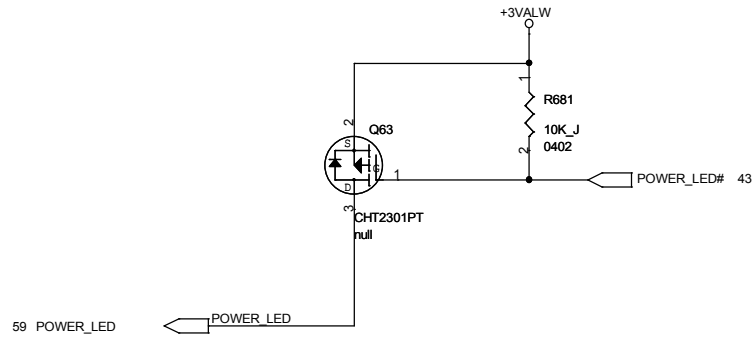 +3VALW
1
R681
10K_J
0402
2
2
Q63
S
G
D
1
3
CHT2301PT
null
POWER_LED# 43
59 POWER_LED
POWER_LED